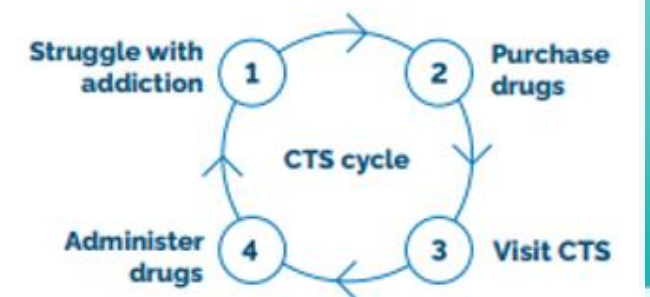 Struggle with
addiction
1
2
Purchase
drugs
CTS cycle
Administer
drugs
4
3
Visit CTS